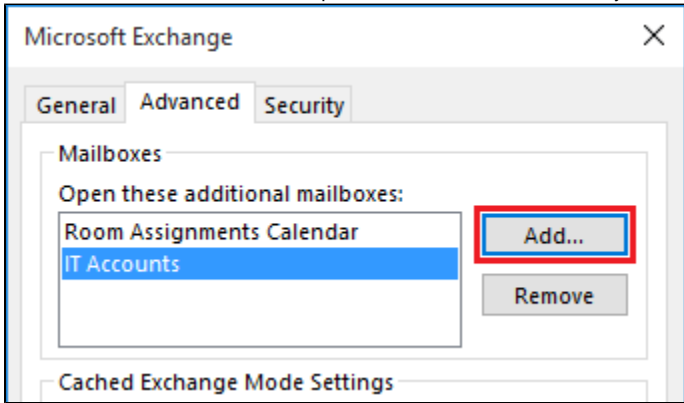 Microsoft Exchange
General Advanced Security
Mailboxes
Open these additional mailboxes:
Room Assignments Calendar
Add...
IT Accounts
Remove
Cached Exchange Mode Settings